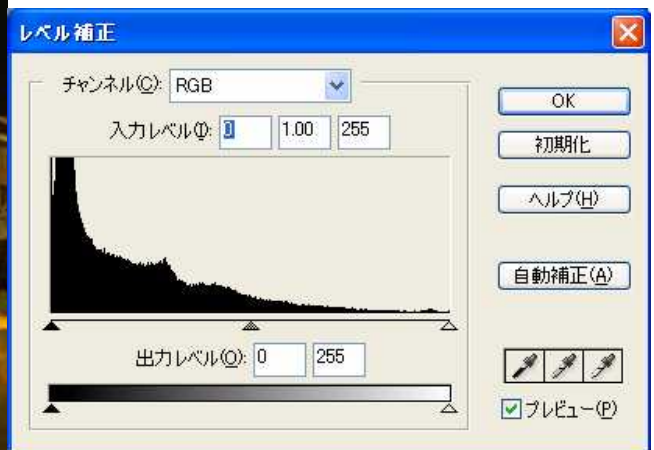 レベル補正
チャンネル(C): RGB
入力レベル(I): 0 1.00 255
出力レベル(O): 0 255
OK
初期化
ヘルプ(H)
自動補正(A)
プレビュー(P)